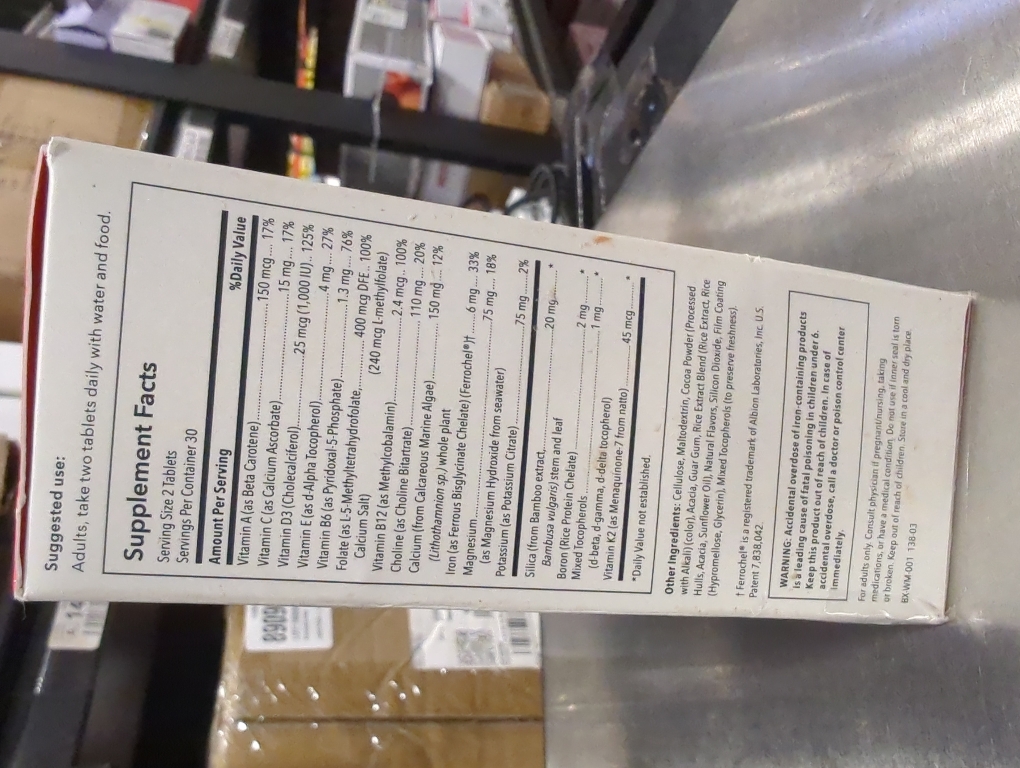 Suggested use:
Adults, take two tablets daily with water and food.
Supplement Facts
Serving Size 2 Tablets
Servings Per Container 30
Amount Per Serving %Daily Value
Vitamin A (as Beta Carotene) 150 mcg 17%
Vitamin C (as Calcium Ascorbate) 15 mg 17%
Vitamin D3 (Cholecalciferol) 25 mcg (1,000 IU) 125%
Vitamin E (as d-Alpha Tocopherol) 4 mg 27%
Vitamin B6 (as Pyridoxal-5-Phosphate) 1.3 mg 76%
Folate (as L-5-Methyltetrahydrofolate, 400 mcg DFE 100%
Calcium Salt) (240 mcg L-methylfolate)
Vitamin B12 (as Methylcobalamin) 2.4 mcg 100%
Choline (as Choline Bitartrate) 110 mg 20%
Calcium (from Calcareous Marine Algae) 150 mg 12%
(Lithothamnion sp.) whole plant
Iron (as Ferrous Bisglycinate Chelate) (Ferrochel®)† 6 mg 33%
Magnesium 75 mg 18%
(as Magnesium Hydroxide from seawater)
Potassium (as Potassium Citrate) 75 mg 2%
Silica (from Bamboo extract 20 mg *
Bambusa vulgaris) stem and leaf
Boron (Rice Protein Chelate) 2 mg *
Mixed Tocopherols 1 mg *
(d-beta, d-gamma, d-delta tocopherol)
Vitamin K2 (as Menaquinone-7 from natto) 45 mcg *
*Daily Value not established.
Other Ingredients: Cellulose, Maltodextrin, Cocoa Powder (Processed
with Alkali) (color), Acacia, Guar Gum, Rice Extract Blend (Rice Extract, Rice
Hulls, Acacia, Sunflower Oil), Natural Flavors, Silicon Dioxide, Film Coating
(Hypromellose, Glycerin), Mixed Tocopherols (to preserve freshness).
† Ferrochel® is a registered trademark of Albion Laboratories, Inc. U.S.
Patent 7,838,042.
WARNING: Accidental overdose of iron-containing products
is a leading cause of fatal poisoning in children under 6.
Keep this product out of reach of children. In case of
accidental overdose, call a doctor or poison control center
immediately.
For adults only. Consult physician if pregnant/nursing, taking
medication, or have a medical condition. Do not use if inner seal is torn
or broken. Keep out of reach of children. Store in a cool and dry place.
BX-WM-001 138-03